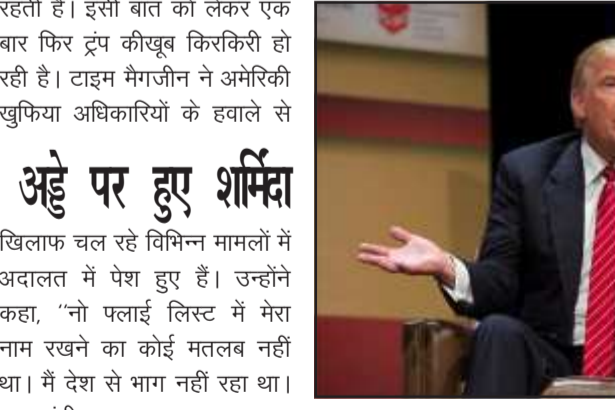 रहती है। इसी बात को लेकर एक
बार फिर ट्रंप कीखूब किरकिरी हो
रही है। टाइम मैगजीन ने अमेरिकी
खुफिया अधिकारियों के हवाले से
अड्डे पर हुए शर्मिंदा
खिलाफ चल रहे विभिन्न मामलों में
अदालत में पेश हुए हैं। उन्होंने
कहा, ‘‘नो फ्लाई लिस्ट में मेरा
नाम रखने का कोई मतलब नहीं
था। मैं देश से भाग नहीं रहा था।